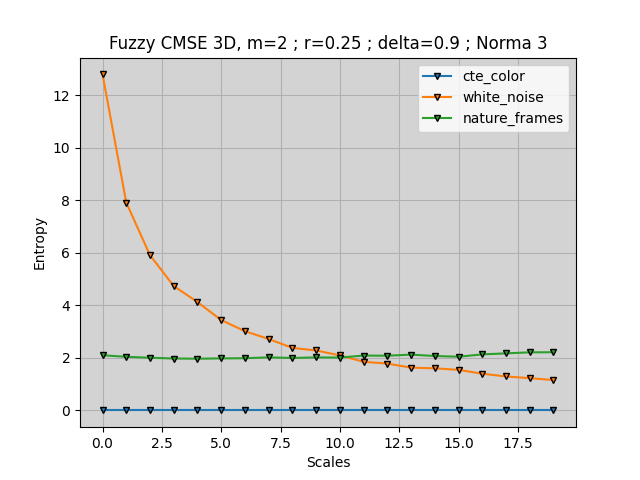 Fuzzy CMSE 3D, m=2 ; r=0.25 ; delta=0.9 ; Norma 3
cte_color
white_noise
nature_frames
Entropy
12
10
8
6
4
2
0
0.0 2.5 5.0 7.5 10.0 12.5 15.0 17.5
Scales